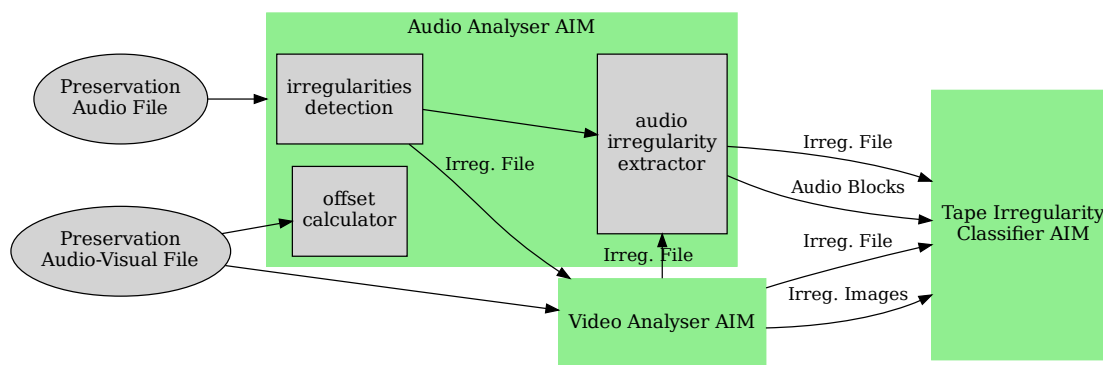 Audio Analyser AIM
Preservation
Audio File
irregularities
detection
audio
irregularity
extractor
Irreg. File
Irreg. File
Audio Blocks
offset
calculator
Tape Irregularity
Classifier AIM
Preservation
Audio-Visual File
Irreg. File
Irreg. File
Irreg. Images
Video Analyser AIM